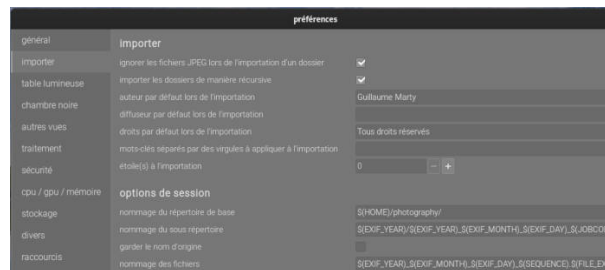 préférences
général
importer
table lumineuse
chambre noire
autres vues
traitement
sécurité
cpu / gpu / mémoire
stockage
divers
raccourcis
importer
ignorer les fichiers JPEG lors de l'importation d'un dossier
importer les dossiers de manière récursive
auteur par défaut lors de l'importation Guillaume Marty
diffuseur par défaut lors de l'importation
droits par défaut lors de l'importation Tous droits réservés
mots-clés séparés par des virgules à appliquer à l'importation
étoile(s) à l'importation 0 − +
options de session
nommage du répertoire de base $(HOME)/photography/
nommage du sous répertoire $(EXIF_YEAR)/$(EXIF_YEAR)_$(EXIF_MONTH)_$(EXIF_DAY)_$(JOBCO
garder le nom d'origine
nommage des fichiers $(EXIF_YEAR)_$(EXIF_MONTH)_$(EXIF_DAY)_$(SEQUENCE).$(FILE_EX